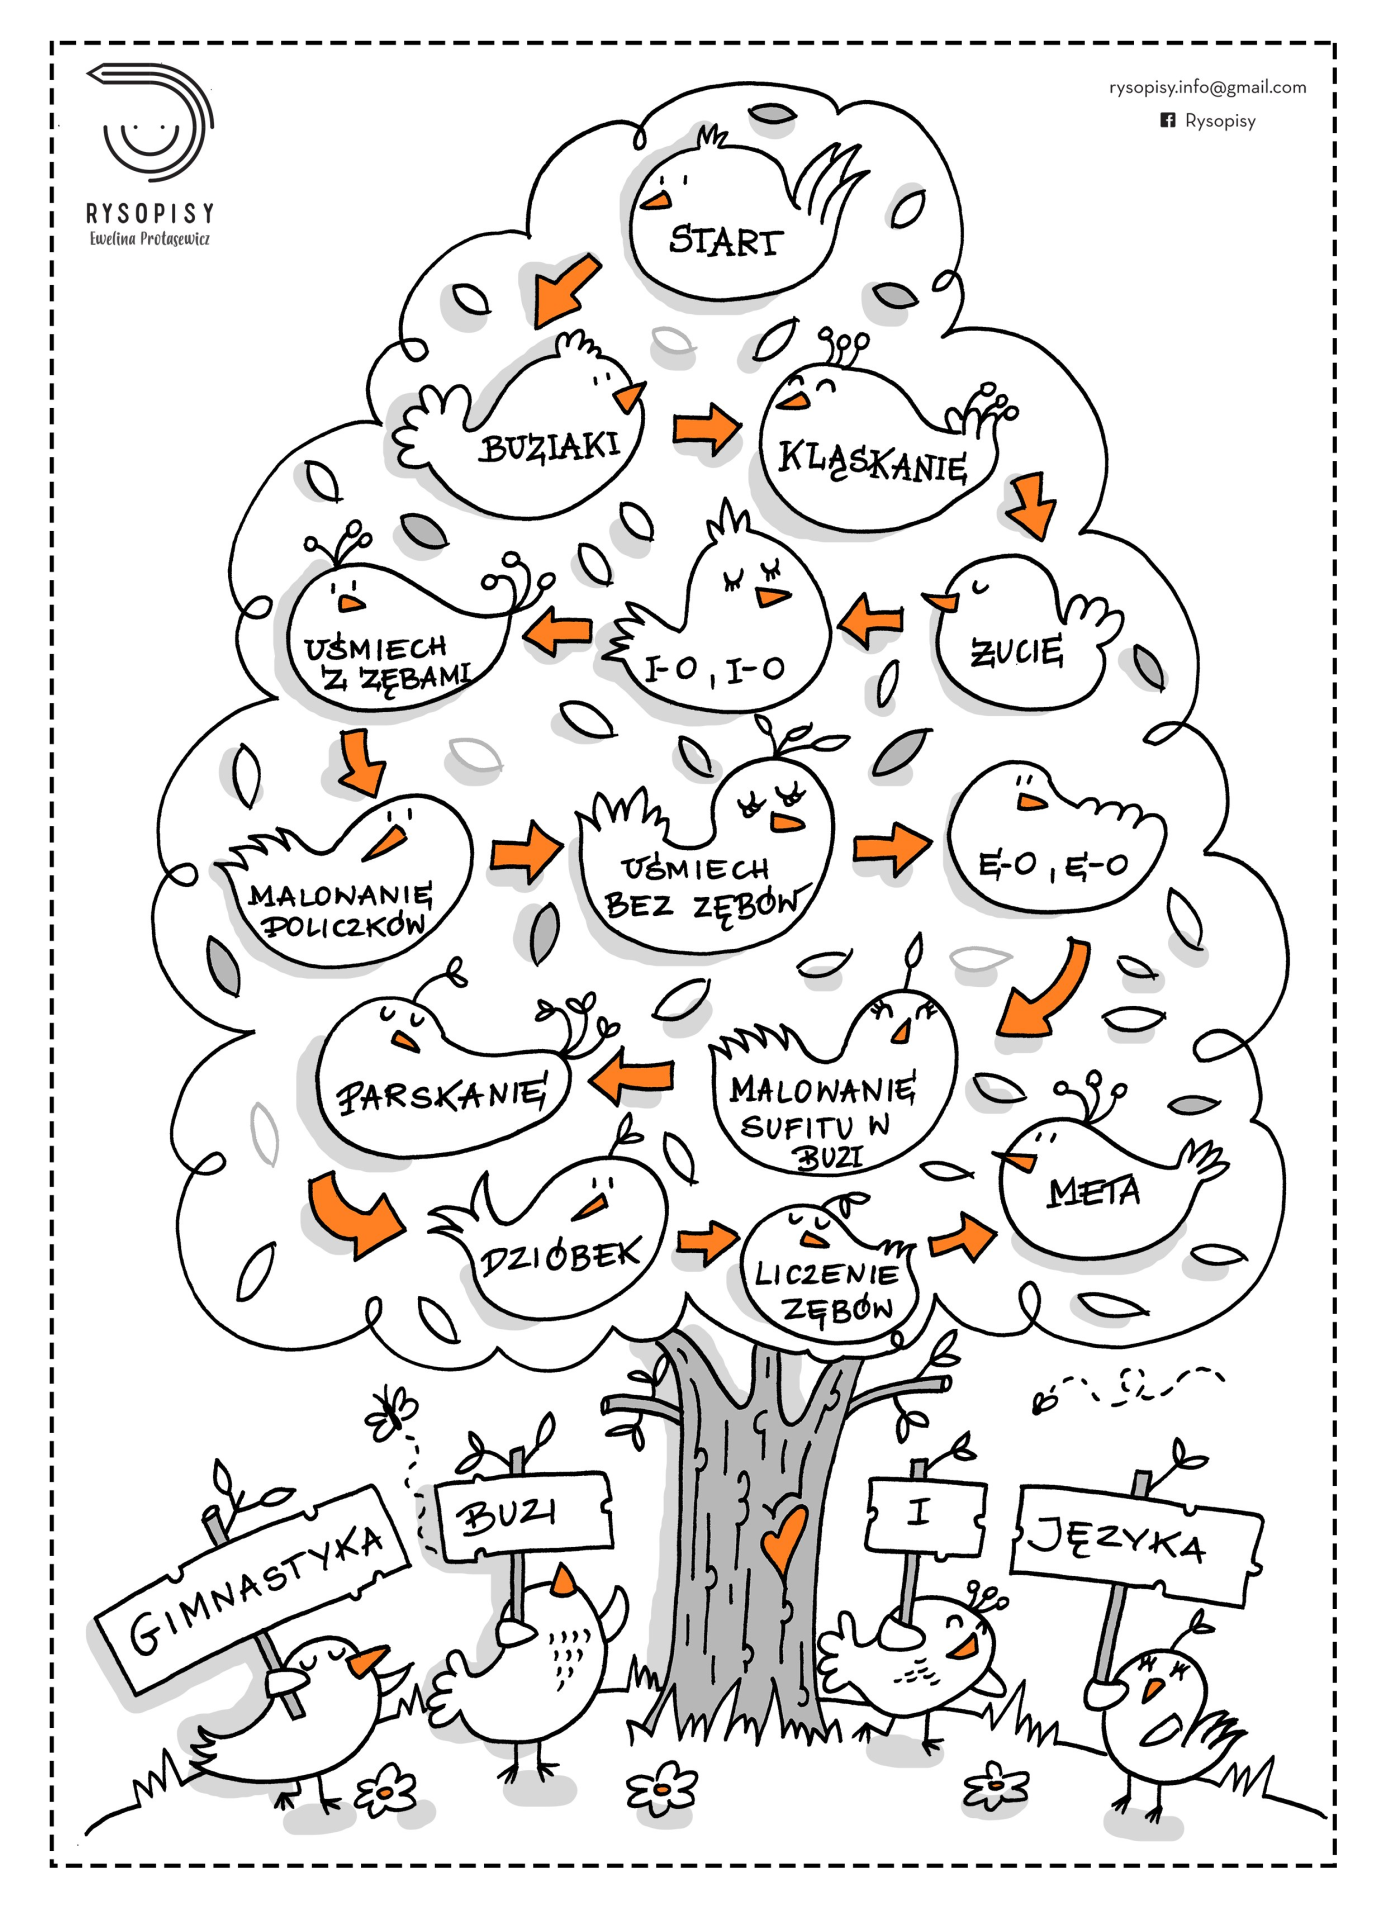 RYSOPISY
Ewelina Protasewicz
rysopisy.info@gmail.com
Rysopisy
START
BUZIAKI
KLĄSKANIE
ŻUCIE
I-O, I-O
UŚMIECH
Z ZĘBAMI
MALOWANIE
POLICZKÓW
UŚMIECH
BEZ ZĘBÓW
E-O, E-O
MALOWANIE
SUFITU W
BUZI
PARSKANIE
DZIÓBEK
LICZENIE
ZĘBÓW
META
GIMNASTYKA
BUZI
I
JĘZYKA